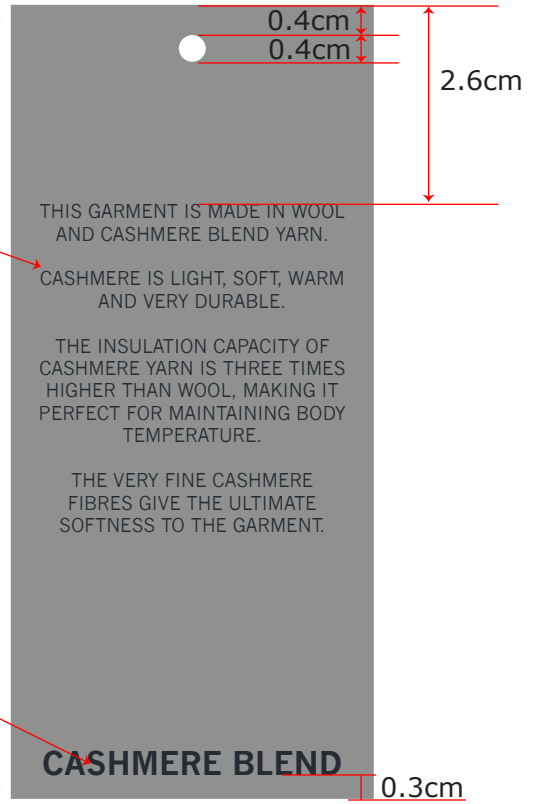 0.4cm
0.4cm
2.6cm
THIS GARMENT IS MADE IN WOOL
AND CASHMERE BLEND YARN.
CASHMERE IS LIGHT, SOFT, WARM
AND VERY DURABLE.
THE INSULATION CAPACITY OF
CASHMERE YARN IS THREE TIMES
HIGHER THAN WOOL, MAKING IT
PERFECT FOR MAINTAINING BODY
TEMPERATURE.
THE VERY FINE CASHMERE
FIBRES GIVE THE ULTIMATE
SOFTNESS TO THE GARMENT.
CASHMERE BLEND
0.3cm